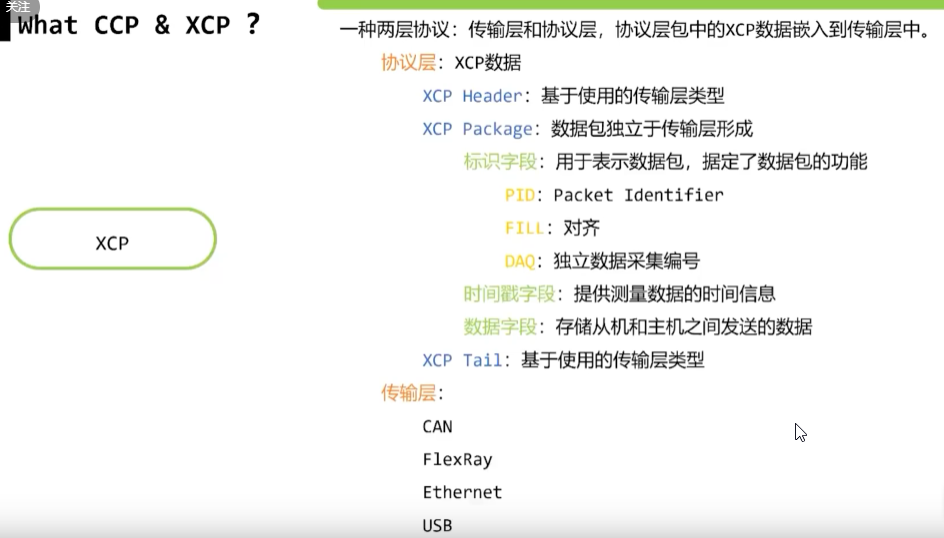 关注
What CCP & XCP ?
一种两层协议：传输层和协议层，协议层包中的XCP数据嵌入到传输层中。
协议层：XCP数据
XCP Header：基于使用的传输层类型
XCP Package：数据包独立于传输层形成
标识字段：用于表示数据包，据定了数据包的功能
PID：Packet Identifier
FILL：对齐
DAQ：独立数据采集编号
时间戳字段：提供测量数据的时间信息
数据字段：存储从机和主机之间发送的数据
XCP Tail：基于使用的传输层类型
传输层：
CAN
FlexRay
Ethernet
USB
XCP